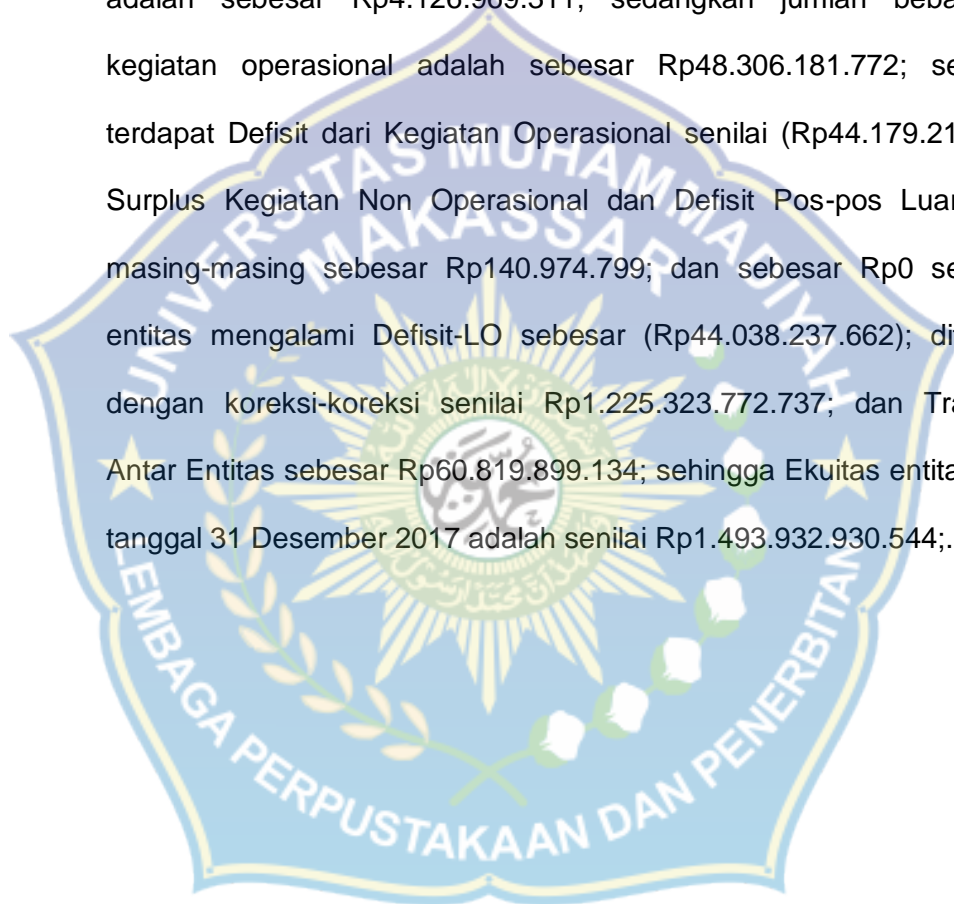 adalah sebesar Rp4.126.969.311; sedangkan jumlah beba
kegiatan operasional adalah sebesar Rp48.306.181.772; se
terdapat Defisit dari Kegiatan Operasional senilai (Rp44.179.21
Surplus Kegiatan Non Operasional dan Defisit Pos-pos Luar
masing-masing sebesar Rp140.974.799; dan sebesar Rp0 se
entitas mengalami Defisit-LO sebesar (Rp44.038.237.662); di
dengan koreksi-koreksi senilai Rp1.225.323.772.737; dan Tra
Antar Entitas sebesar Rp60.819.899.134; sehingga Ekuitas entita
tanggal 31 Desember 2017 adalah senilai Rp1.493.932.930.544;.
UNIVERSITAS MUHAMMADIYAH
MAKASSAR
LEMBAGA PERPUSTAKAAN DAN PENERBITAN